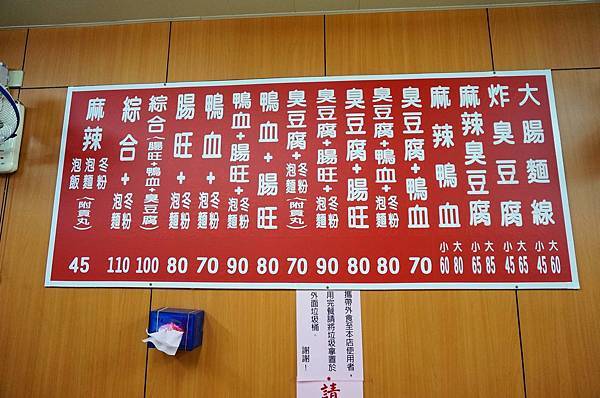 大腸麵線 小45 大60
炸臭豆腐 小45 大65
麻辣臭豆腐 小65 大85
麻辣鴨血 小60 大80
臭豆腐+鴨血 70
臭豆腐+鴨血+冬粉 泡麵 80
臭豆腐+腸旺 80
臭豆腐+腸旺+冬粉 泡麵 90
臭豆腐+冬粉 泡麵(附貢丸) 70
鴨血+腸旺 80
鴨血+腸旺+冬粉 泡麵 90
鴨血+冬粉 泡麵 70
腸旺+冬粉 泡麵 80
綜合(腸旺+鴨血+臭豆腐) 100
綜合+冬粉 泡麵 110
麻辣 冬粉 泡麵 泡飯(附貢丸) 45
攜帶外食至本店使用者,
用完餐請將垃圾拿置於
外面垃圾桶。 謝謝!
請